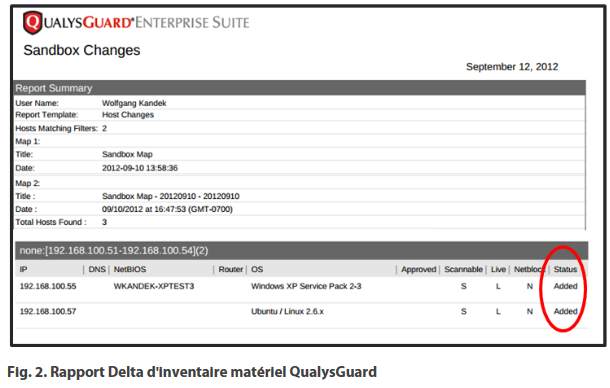 QUALYSGUARD® ENTERPRISE SUITE
Sandbox Changes
September 12, 2012
Report Summary
User Name: Wolfgang Kandek
Report Template: Host Changes
Hosts Matching Filters: 2
Map 1:
Title: Sandbox Map
Date: 2012-09-10 13:58:36
Map 2:
Title : Sandbox Map - 20120910 - 20120910
Date : 09/10/2012 at 16:47:53 (GMT-0700)
Total Hosts Found : 3
none:[192.168.100.51-192.168.100.54](2)
IP | DNS | NetBIOS | Router | OS | Approved | Scannable | Live | Netblock | Status
192.168.100.55 WKANDEK-XPTEST3 Windows XP Service Pack 2-3 S L N Added
192.168.100.57 Ubuntu / Linux 2.6.x S L N Added
Fig. 2. Rapport Delta d'inventaire matériel QualysGuard